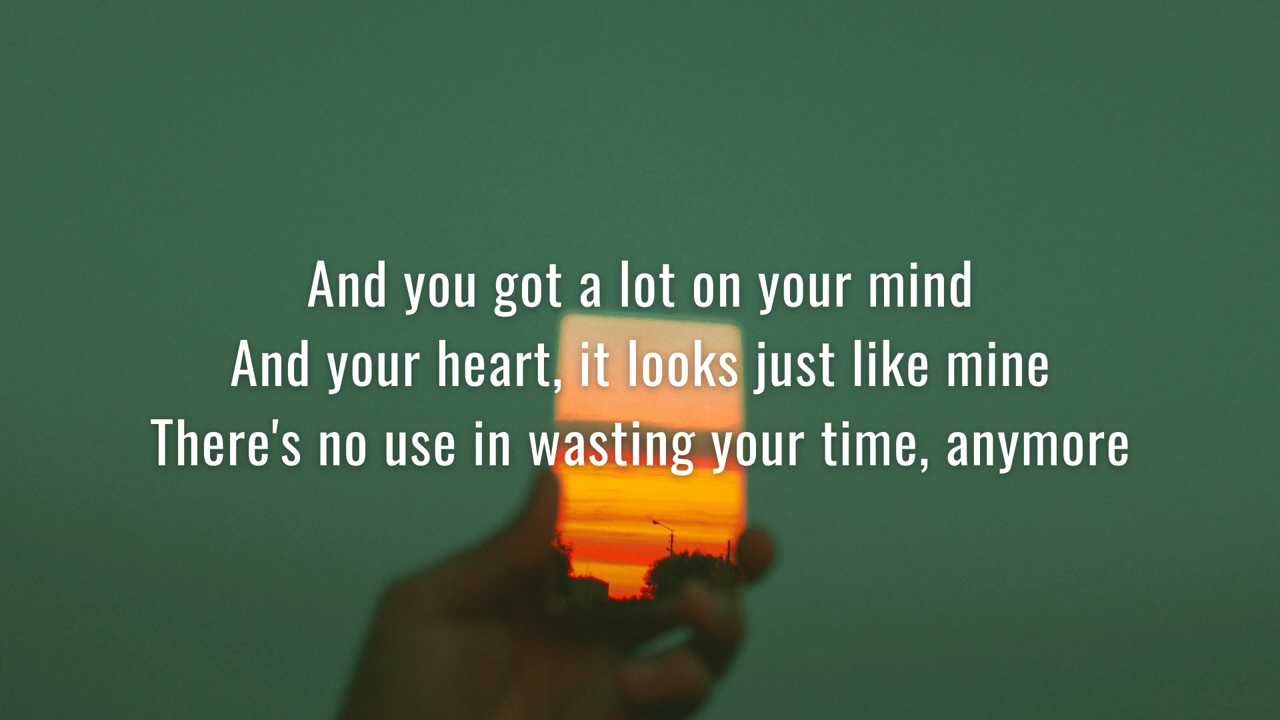 And you got a lot on your mind
And your heart, it looks just like mine
There's no use in wasting your time, anymore